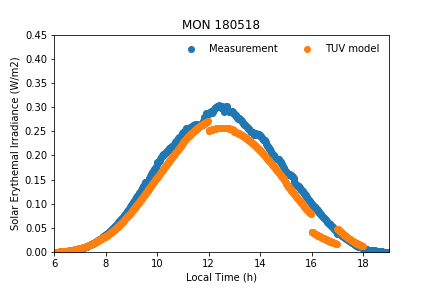 MON 180518
Measurement
TUV model
Solar Erythemal Irradiance (W/m2)
0.45
0.40
0.35
0.30
0.25
0.20
0.15
0.10
0.05
0.00
6 8 10 12 14 16 18
Local Time (h)